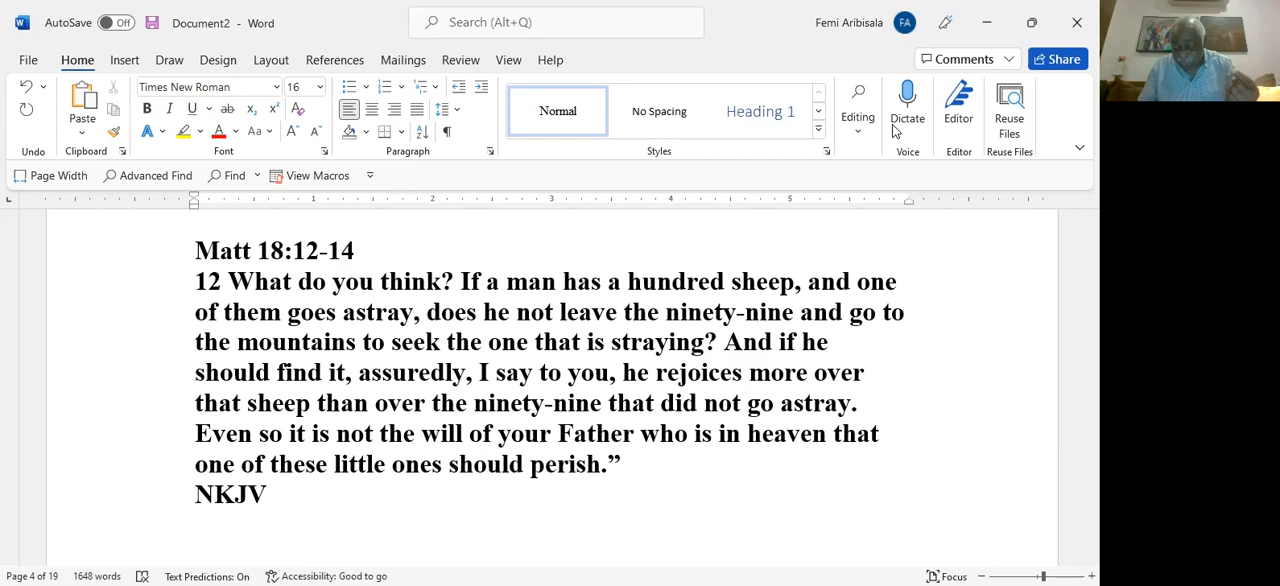 AutoSave Off Document2 - Word Search (Alt+Q) Femi Aribisala FA
File Home Insert Draw Design Layout References Mailings Review View Help Comments Share
Times New Roman 16
Paste
Normal No Spacing Heading 1
Editing Dictate Editor Reuse Files
Undo Clipboard Font Paragraph Styles Voice Editor Reuse Files
Page Width Advanced Find Find View Macros
1 2 3 4 5
Matt 18:12-14
12 What do you think? If a man has a hundred sheep, and one
of them goes astray, does he not leave the ninety-nine and go to
the mountains to seek the one that is straying? And if he
should find it, assuredly, I say to you, he rejoices more over
that sheep than over the ninety-nine that did not go astray.
Even so it is not the will of your Father who is in heaven that
one of these little ones should perish.”
NKJV
Page 4 of 19 1648 words Text Predictions: On Accessibility: Good to go Focus